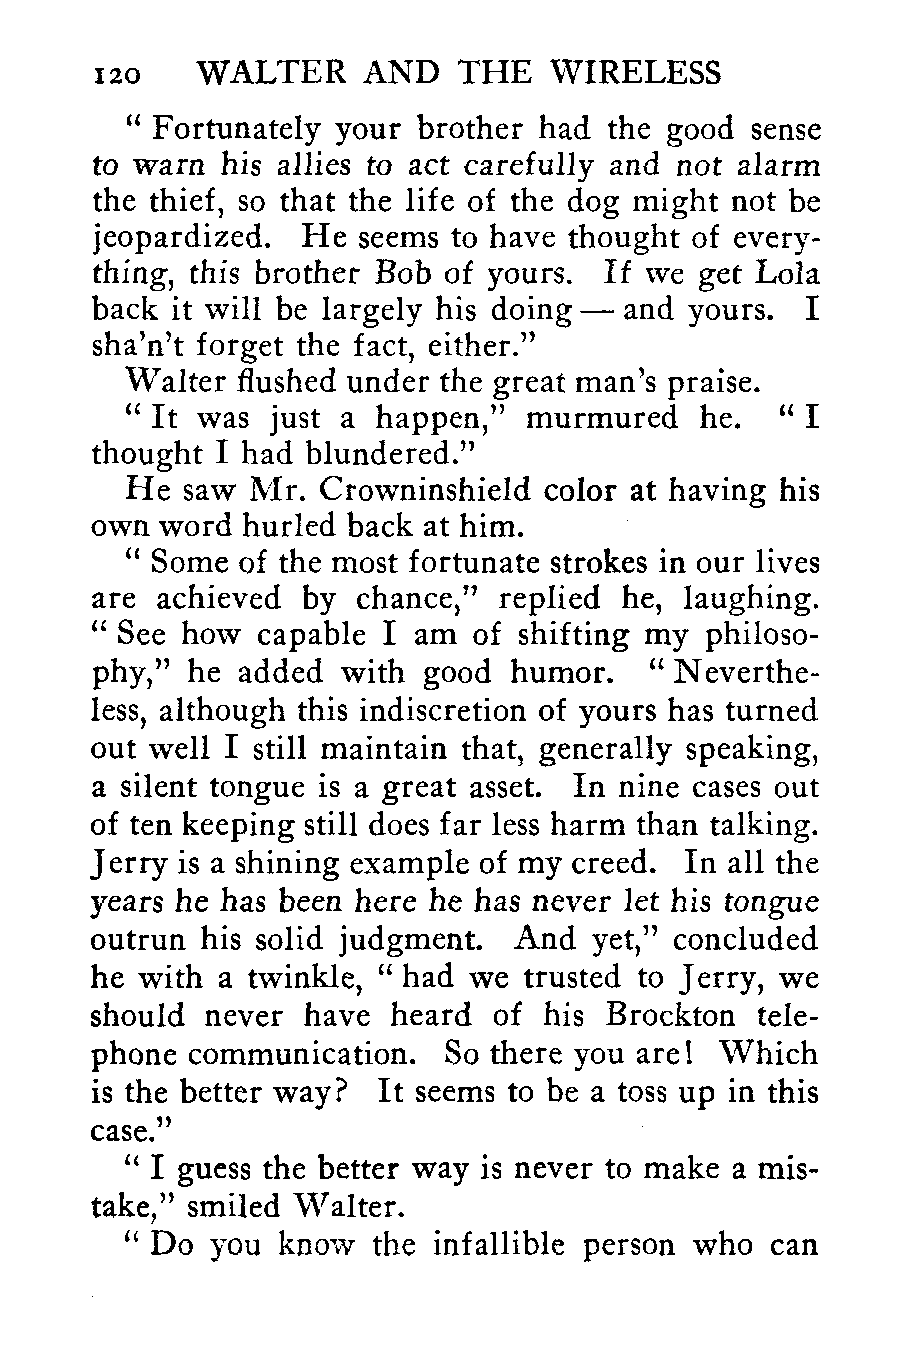 120 WALTER AND THE WIRELESS
“ Fortunately your brother had the good sense
to warn his allies to act carefully and not alarm
the thief, so that the life of the dog might not be
jeopardized. He seems to have thought of every-
thing, this brother Bob of yours. If we get Lola
back it will be largely his doing — and yours. I
sha’n’t forget the fact, either.”
Walter flushed under the great man’s praise.
“ It was just a happen,” murmured he. “ I
thought I had blundered.”
He saw Mr. Crowninshield color at having his
own word hurled back at him.
“ Some of the most fortunate strokes in our lives
are achieved by chance,” replied he, laughing.
“ See how capable I am of shifting my philoso-
phy,” he added with good humor. “ Neverthe-
less, although this indiscretion of yours has turned
out well I still maintain that, generally speaking,
a silent tongue is a great asset. In nine cases out
of ten keeping still does far less harm than talking.
Jerry is a shining example of my creed. In all the
years he has been here he has never let his tongue
outrun his solid judgment. And yet,” concluded
he with a twinkle, “ had we trusted to Jerry, we
should never have heard of his Brockton tele-
phone communication. So there you are! Which
is the better way? It seems to be a toss up in this
case.”
“ I guess the better way is never to make a mis-
take,” smiled Walter.
“ Do you know the infallible person who can